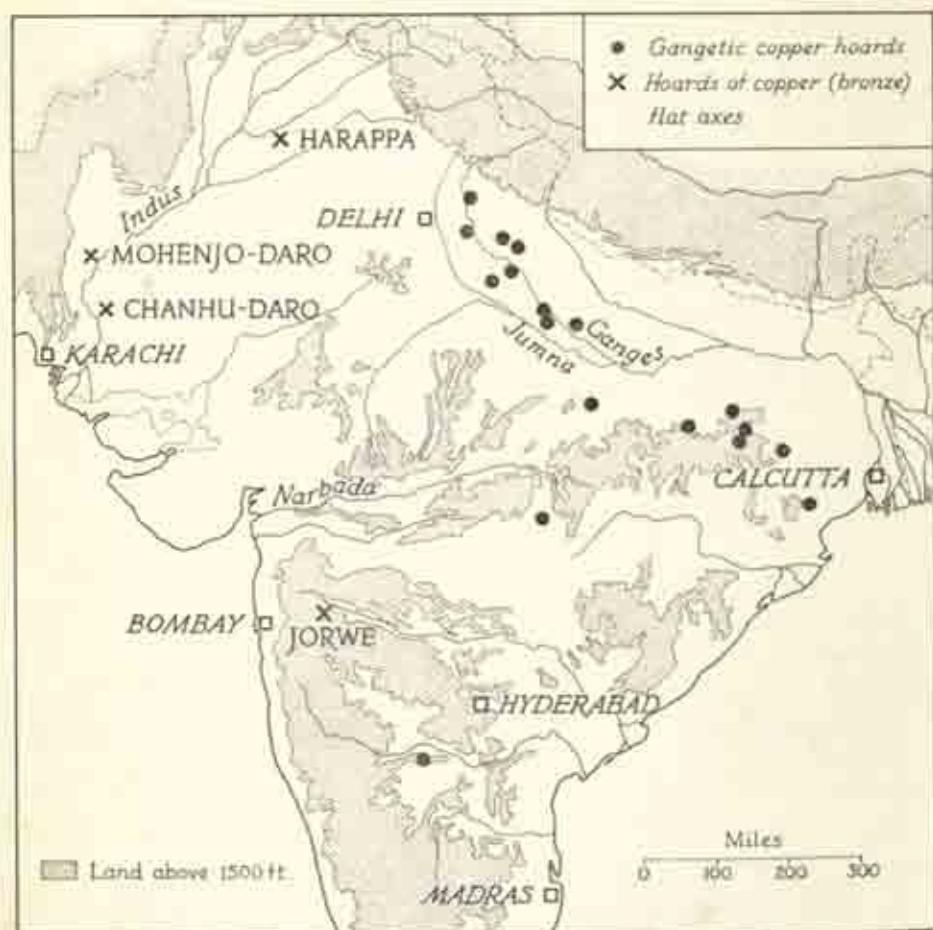 Gangetic copper hoards
Hoards of copper (bronze)
flat axes
HARAPPA
Indus
DELHI
MOHENJO-DARO
CHANHU-DARO
KARACHI
Jumna
Ganges
CALCUTTA
Narbada
BOMBAY
JORWE
HYDERABAD
Land above 1500 ft.
MADRAS
Miles
0 100 200 300